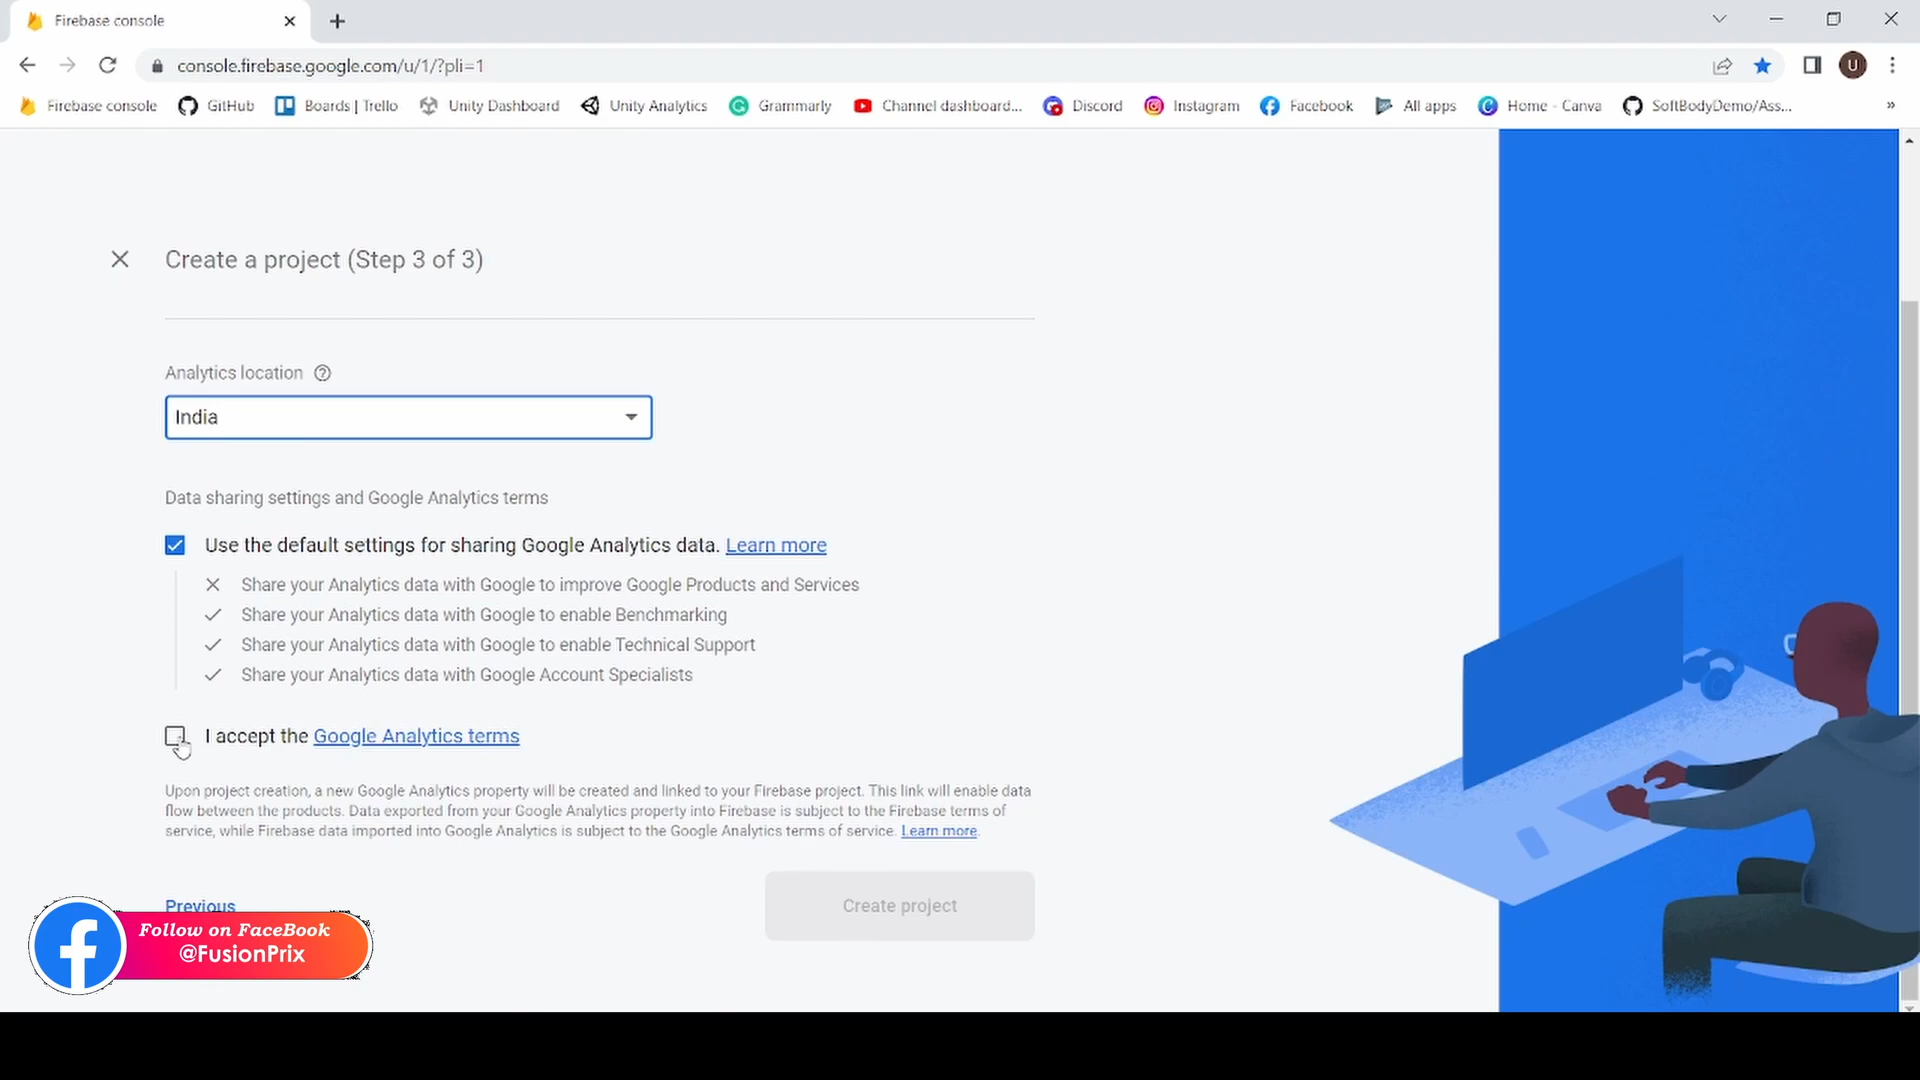 Firebase console
console.firebase.google.com/u/1/?pli=1
U
Firebase console
GitHub
Boards | Trello
Unity Dashboard
Unity Analytics
Grammarly
Channel dashboard...
Discord
Instagram
Facebook
All apps
Home - Canva
SoftBodyDemo/Ass...
»
Create a project (Step 3 of 3)
Analytics location
India
Data sharing settings and Google Analytics terms
Use the default settings for sharing Google Analytics data. Learn more
Share your Analytics data with Google to improve Google Products and Services
Share your Analytics data with Google to enable Benchmarking
Share your Analytics data with Google to enable Technical Support
Share your Analytics data with Google Account Specialists
I accept the Google Analytics terms
Upon project creation, a new Google Analytics property will be created and linked to your Firebase project. This link will enable data
flow between the products. Data exported from your Google Analytics property into Firebase is subject to the Firebase terms of
service, while Firebase data imported into Google Analytics is subject to the Google Analytics terms of service. Learn more.
Previous
Create project
Follow on FaceBook
@FusionPrix